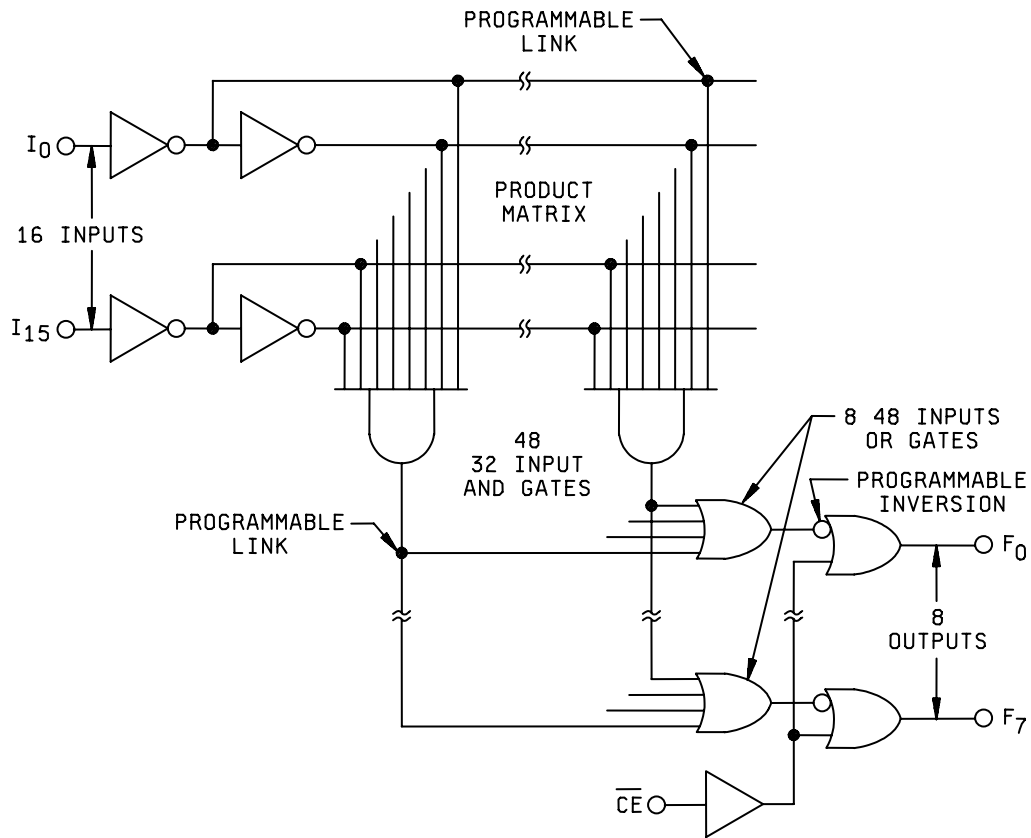 PROGRAMMABLE
LINK
I0
PRODUCT
MATRIX
16 INPUTS
I15
8 48 INPUTS
OR GATES
48
32 INPUT
AND GATES
PROGRAMMABLE
INVERSION
PROGRAMMABLE
LINK
F0
8
OUTPUTS
F7
C̅E̅